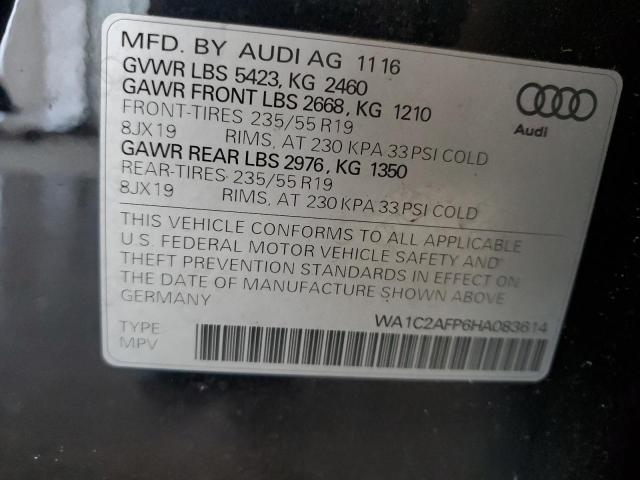 MFD. BY AUDI AG 11 16
GVWR LBS 5423, KG 2460
GAWR FRONT LBS 2668, KG 1210
FRONT-TIRES 235/55 R19
8JX19 RIMS, AT 230 KPA 33 PSI COLD
GAWR REAR LBS 2976, KG 1350
REAR-TIRES 235/55 R19
8JX19 RIMS, AT 230 KPA 33 PSI COLD
Audi
THIS VEHICLE CONFORMS TO ALL APPLICABLE
U.S. FEDERAL MOTOR VEHICLE SAFETY AND
THEFT PREVENTION STANDARDS IN EFFECT ON
THE DATE OF MANUFACTURE SHOWN ABOVE
GERMANY
WA1C2AFP6HA083614
TYPE
MPV